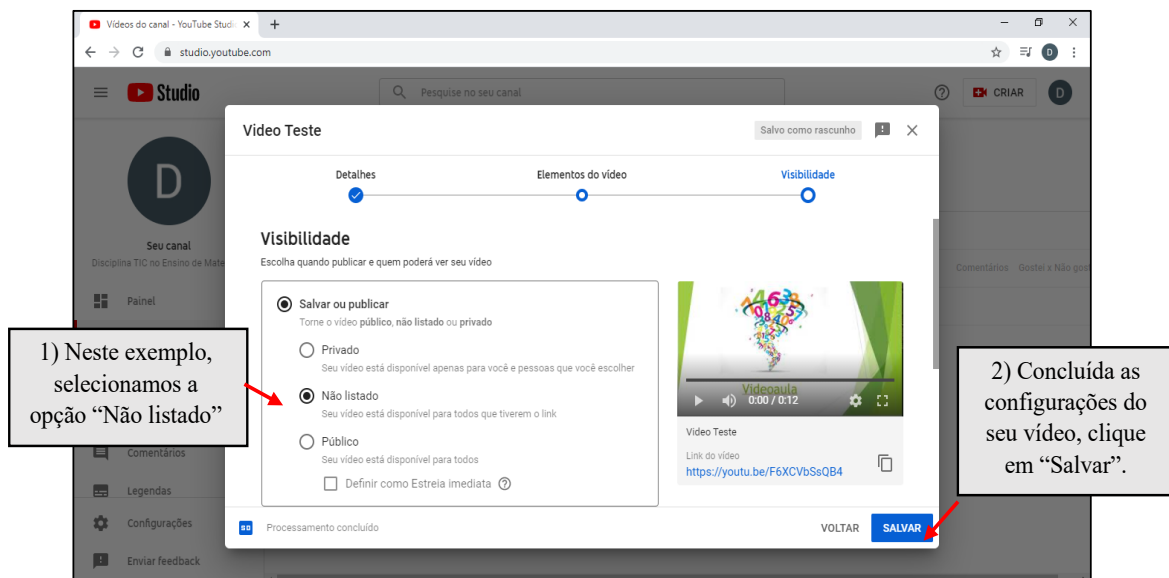 Vídeos do canal - YouTube Studi
studio.youtube.com
D
Studio
Pesquise no seu canal
CRIAR
D
D
Seu canal
Disciplina TIC no Ensino de Mate
Painel
Comentários
Legendas
Configurações
Enviar feedback
Comentários Gostei x Não gost
Video Teste
Salvo como rascunho
Detalhes
Elementos do vídeo
Visibilidade
Visibilidade
Escolha quando publicar e quem poderá ver seu vídeo
Salvar ou publicar
Torne o vídeo público, não listado ou privado
Privado
Seu vídeo está disponível apenas para você e pessoas que você escolher
Não listado
Seu vídeo está disponível para todos que tiverem o link
Público
Seu vídeo está disponível para todos
Definir como Estreia imediata
Videoaula
0:00 / 0:12
Video Teste
Link do vídeo
https://youtu.be/F6XCVbSsQB4
SD
Processamento concluído
VOLTAR
SALVAR
1) Neste exemplo,
selecionamos a
opção “Não listado”
2) Concluída as
configurações do
seu vídeo, clique
em “Salvar”.